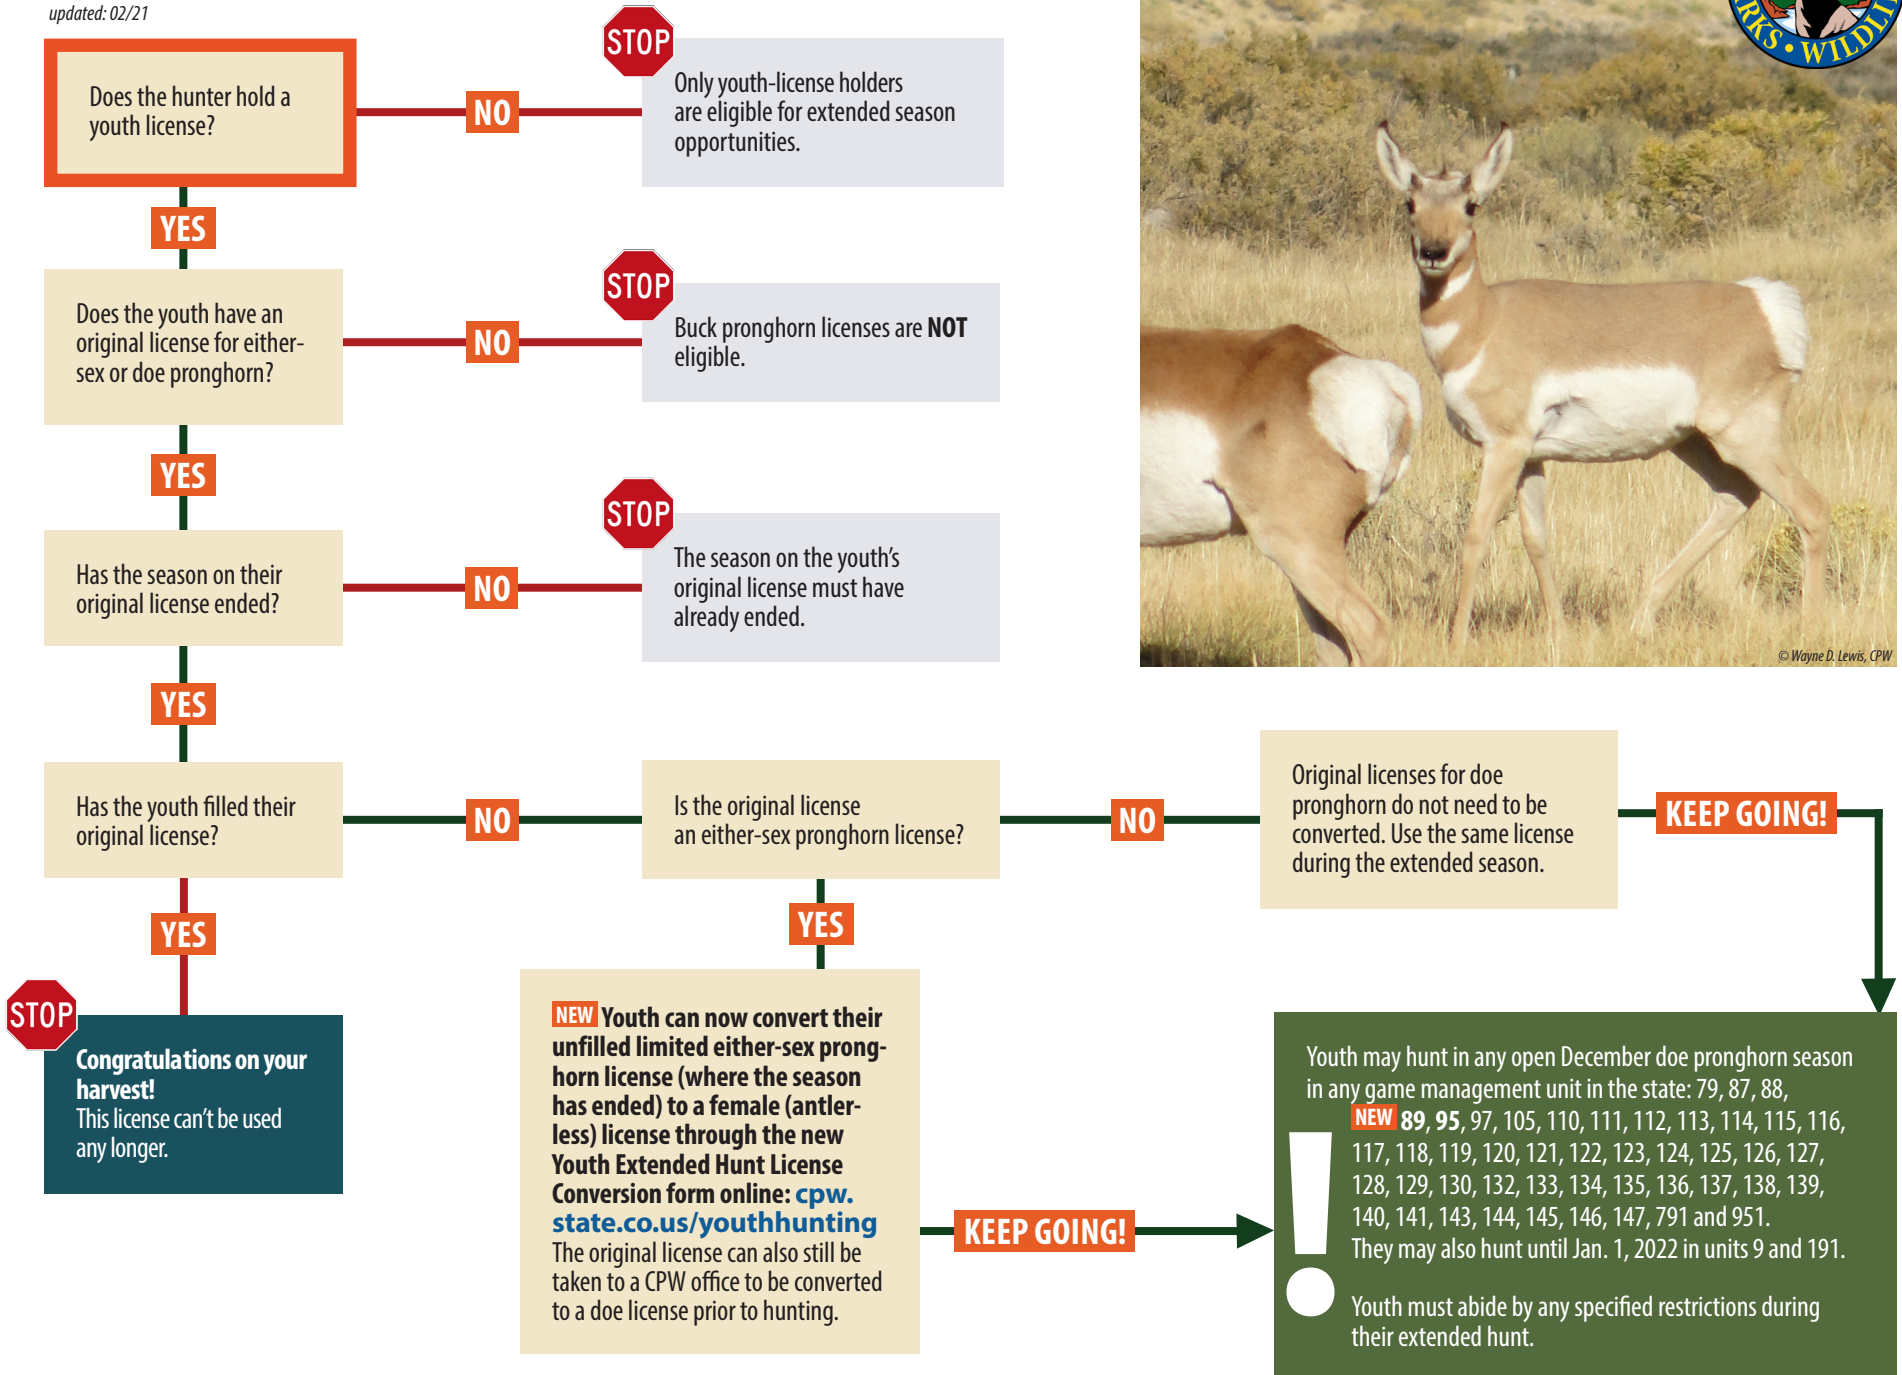 updated: 02/21
Does the hunter hold a
youth license?
NO
STOP
Only youth-license holders
are eligible for extended season
opportunities.
YES
Does the youth have an
original license for either-
sex or doe pronghorn?
NO
STOP
Buck pronghorn licenses are NOT
eligible.
YES
Has the season on their
original license ended?
NO
STOP
The season on the youth's
original license must have
already ended.
YES
Has the youth filled their
original license?
NO
Is the original license
an either-sex pronghorn license?
NO
Original licenses for doe
pronghorn do not need to be
converted. Use the same license
during the extended season.
KEEP GOING!
YES
STOP
Congratulations on your
harvest!
This license can't be used
any longer.
YES
NEW Youth can now convert their
unfilled limited either-sex prong-
horn license (where the season
has ended) to a female (antler-
less) license through the new
Youth Extended Hunt License
Conversion form online: cpw.
state.co.us/youthhunting
The original license can also still be
taken to a CPW office to be converted
to a doe license prior to hunting.
KEEP GOING!
Youth may hunt in any open December doe pronghorn season
in any game management unit in the state: 79, 87, 88,
NEW 89, 95, 97, 105, 110, 111, 112, 113, 114, 115, 116,
117, 118, 119, 120, 121, 122, 123, 124, 125, 126, 127,
128, 129, 130, 132, 133, 134, 135, 136, 137, 138, 139,
140, 141, 143, 144, 145, 146, 147, 791 and 951.
They may also hunt until Jan. 1, 2022 in units 9 and 191.
!
Youth must abide by any specified restrictions during
their extended hunt.
© Wayne D. Lewis, CPW